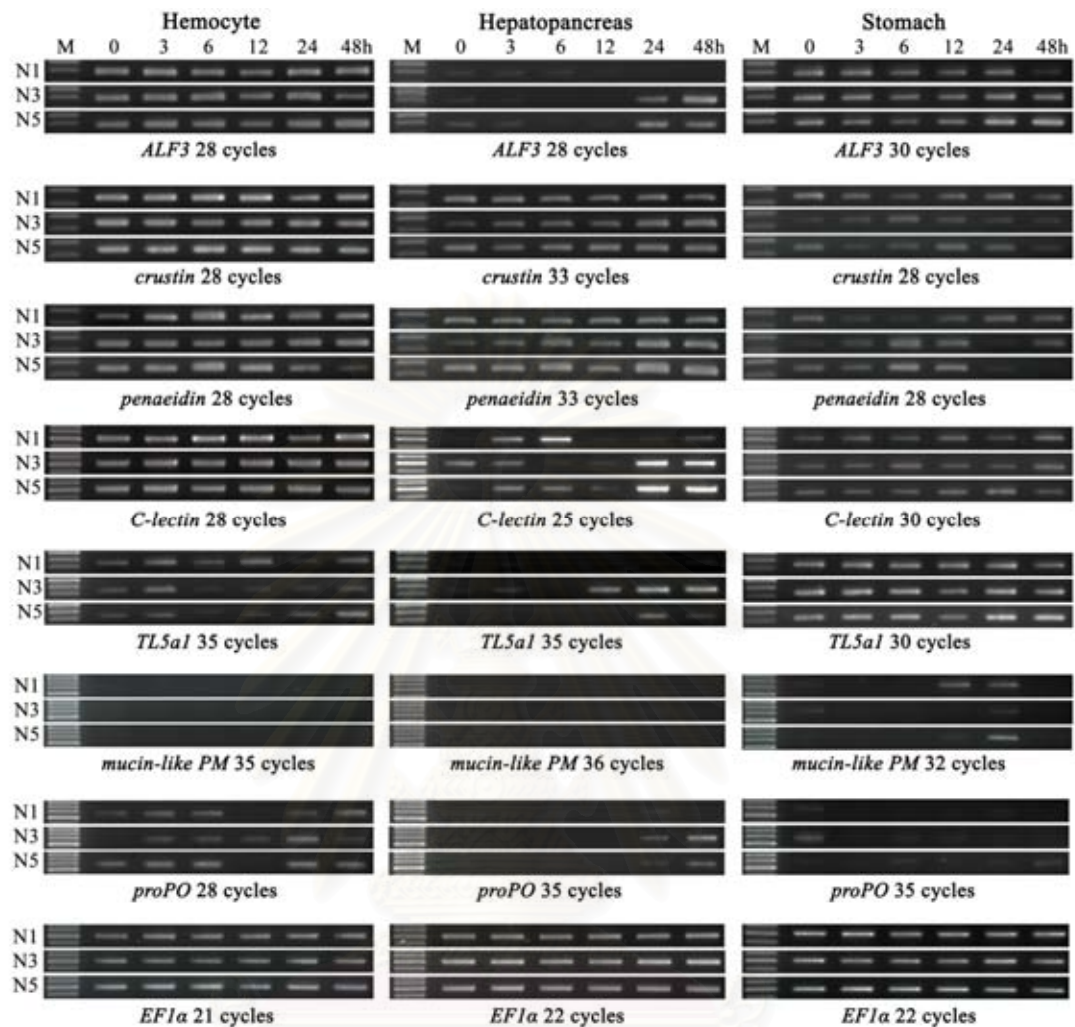 Hemocyte Hepatopancreas Stomach
M 0 3 6 12 24 48h M 0 3 6 12 24 48h M 0 3 6 12 24 48h
N1
N3
N5
ALF3 28 cycles ALF3 28 cycles ALF3 30 cycles
N1
N3
N5
crustin 28 cycles crustin 33 cycles crustin 28 cycles
N1
N3
N5
penaeidin 28 cycles penaeidin 33 cycles penaeidin 28 cycles
N1
N3
N5
C-lectin 28 cycles C-lectin 25 cycles C-lectin 30 cycles
N1
N3
N5
TL5a1 35 cycles TL5a1 35 cycles TL5a1 30 cycles
N1
N3
N5
mucin-like PM 35 cycles mucin-like PM 36 cycles mucin-like PM 32 cycles
N1
N3
N5
proPO 28 cycles proPO 35 cycles proPO 35 cycles
N1
N3
N5
EF1α 21 cycles EF1α 22 cycles EF1α 22 cycles